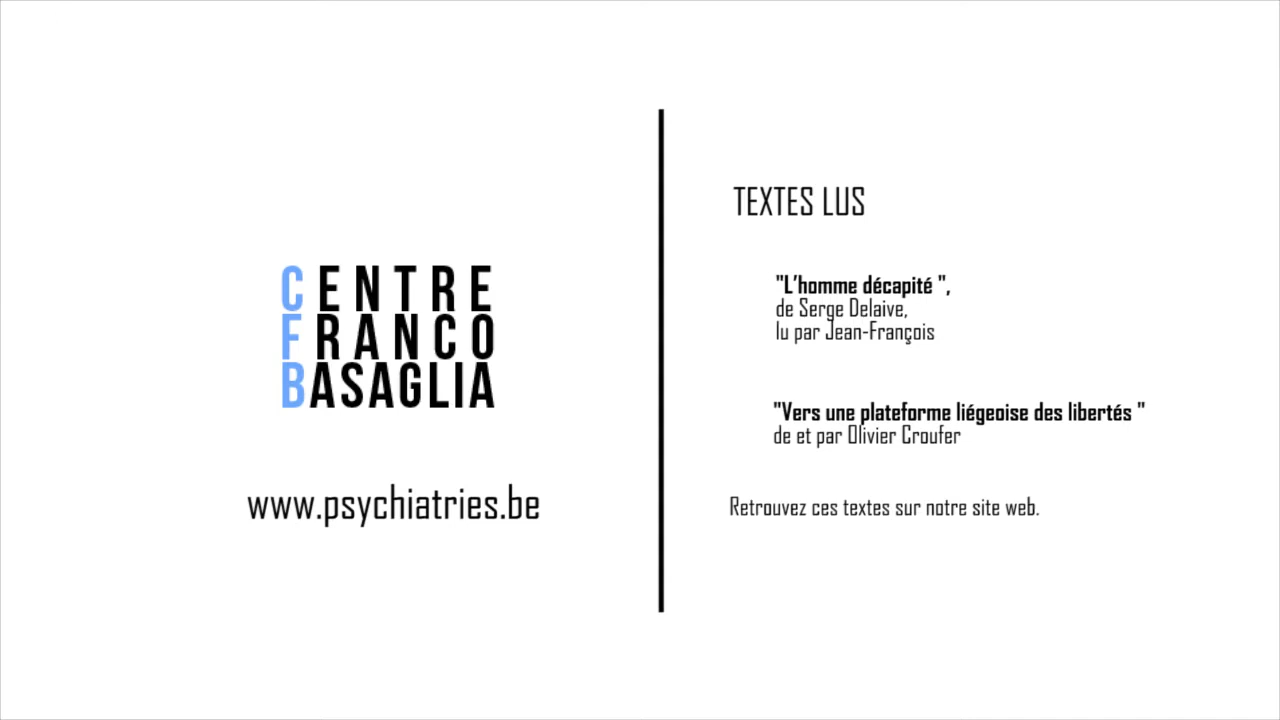 CENTRE
FRANCO
BASAGLIA
www.psychiatries.be
TEXTES LUS
"L'homme décapité ",
de Serge Delaive,
lu par Jean-François
"Vers une plateforme liégeoise des libertés "
de et par Olivier Croufer
Retrouvez ces textes sur notre site web.